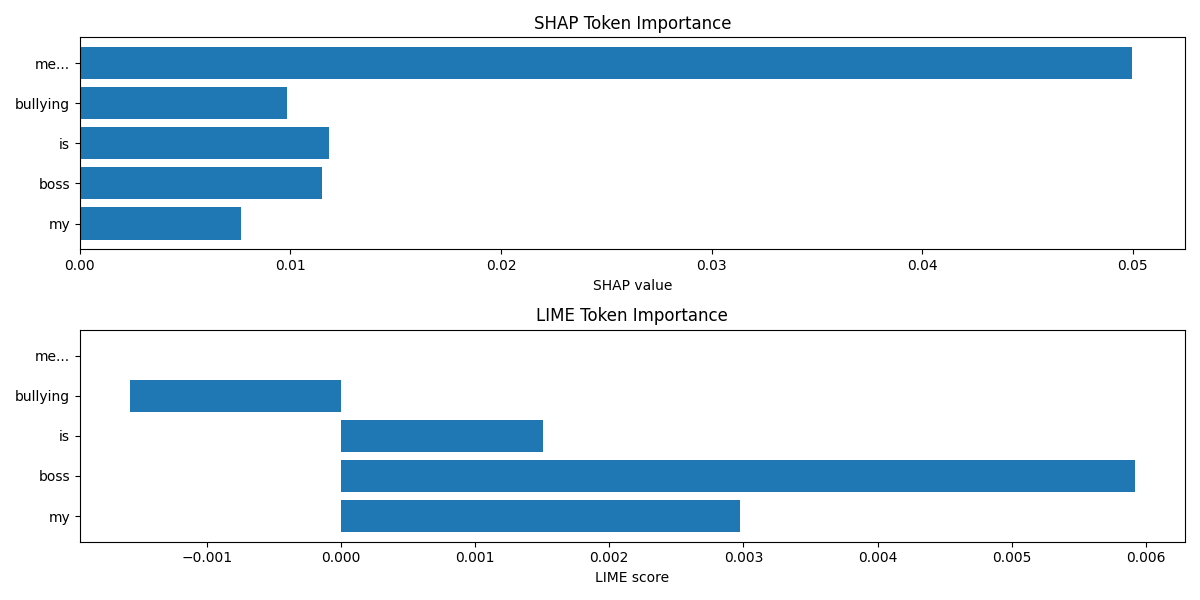 SHAP Token Importance
me...
bullying
is
boss
my
0.00 0.01 0.02 0.03 0.04 0.05
SHAP value
LIME Token Importance
me...
bullying
is
boss
my
−0.001 0.000 0.001 0.002 0.003 0.004 0.005 0.006
LIME score